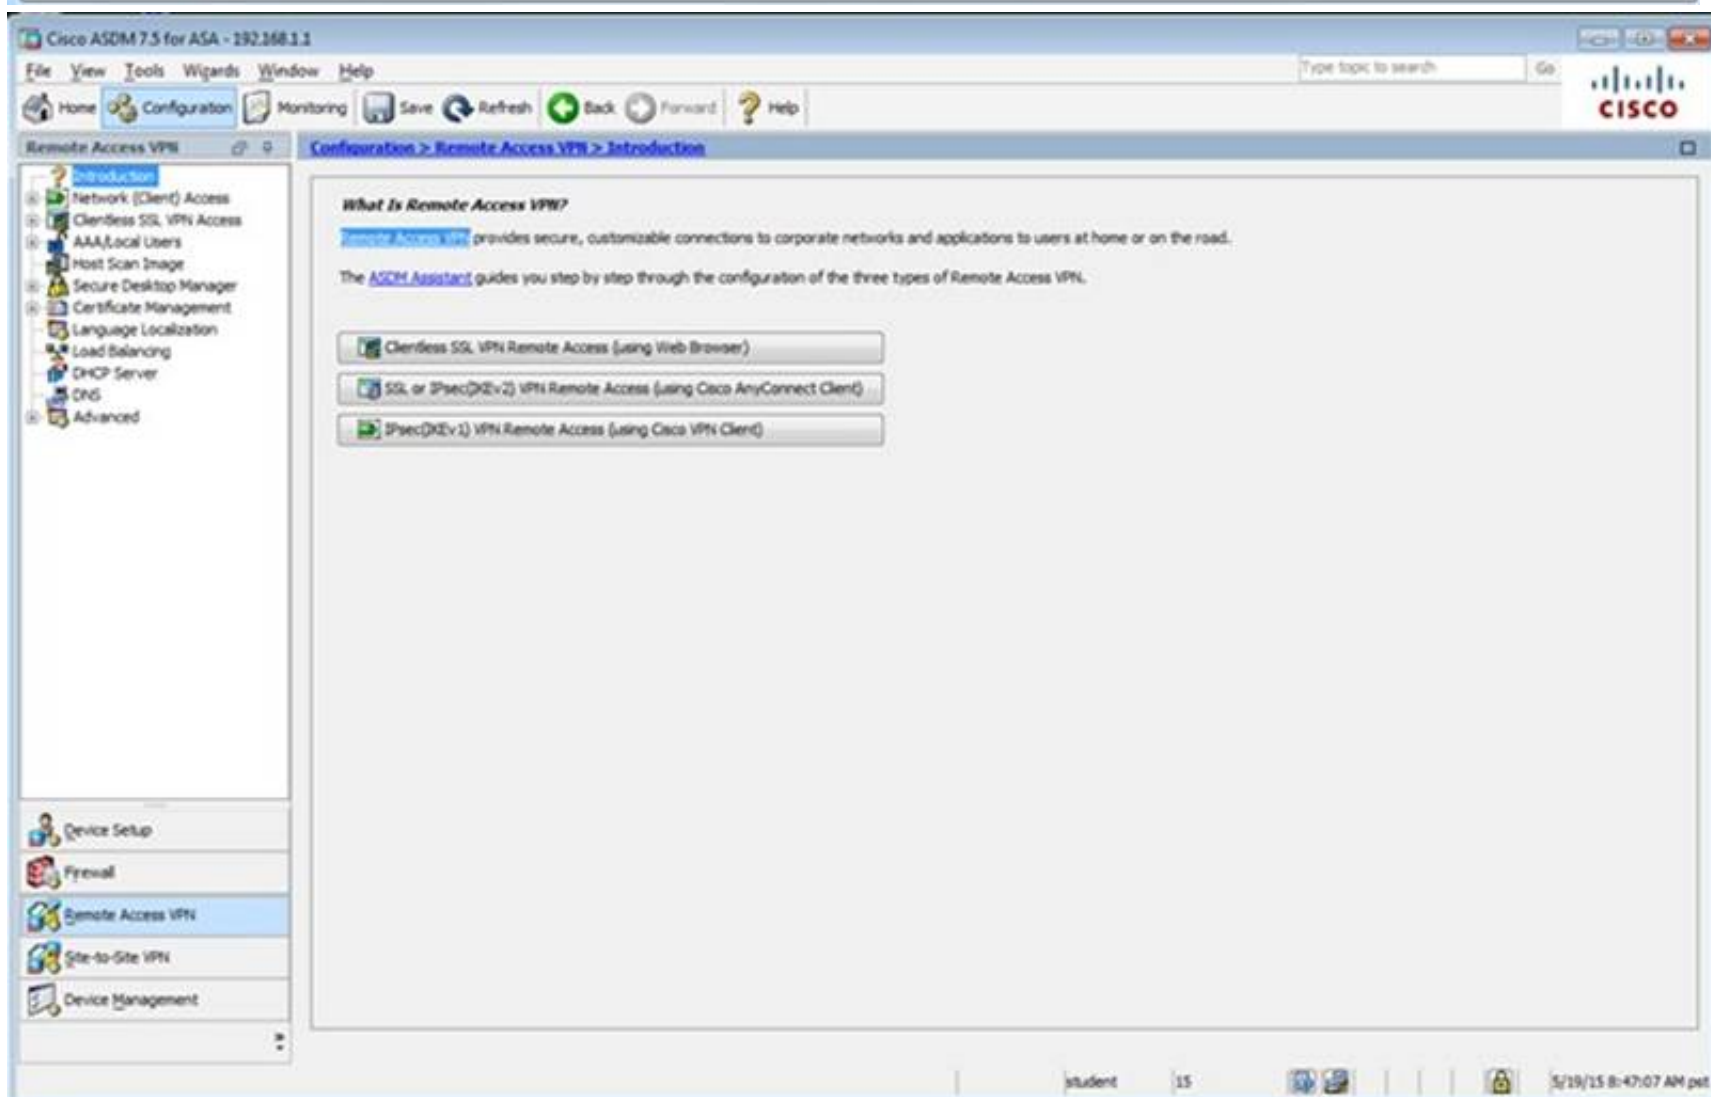 Cisco ASDM 7.5 for ASA - 192.168.1.1
File View Tools Wizards Window Help
Type topic to search Go
Home Configuration Monitoring Save Refresh Back Forward Help
CISCO
Remote Access VPN
Configuration > Remote Access VPN > Introduction
Introduction
Network (Client) Access
Clientless SSL VPN Access
AAA/Local Users
Host Scan Image
Secure Desktop Manager
Certificate Management
Language Localization
Load Balancing
DHCP Server
DNS
Advanced
What Is Remote Access VPN?
Remote Access VPN provides secure, customizable connections to corporate networks and applications to users at home or on the road.
The ASDM Assistant guides you step by step through the configuration of the three types of Remote Access VPN.
Clientless SSL VPN Remote Access (using Web Browser)
SSL or IPsec(IKEv2) VPN Remote Access (using Cisco AnyConnect Client)
IPsec(IKEv1) VPN Remote Access (using Cisco VPN Client)
Device Setup
Firewall
Remote Access VPN
Site-to-Site VPN
Device Management
student 15 5/19/15 8:47:07 AM pst